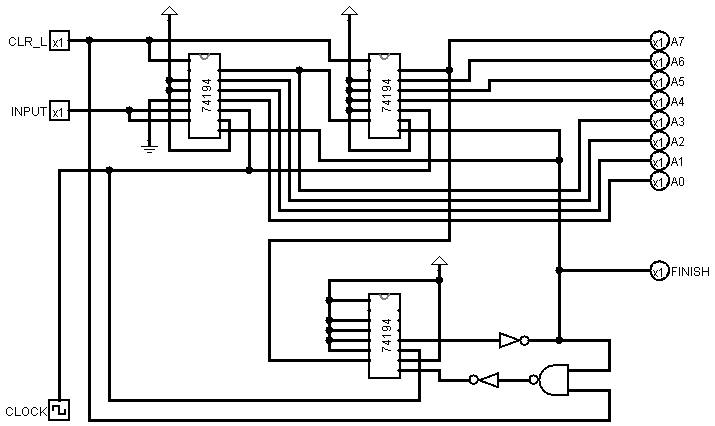 CLR_L x1
INPUT x1
74194
74194
x1 A7
x1 A6
x1 A5
x1 A4
x1 A3
x1 A2
x1 A1
x1 A0
x1 FINISH
74194
CLOCK